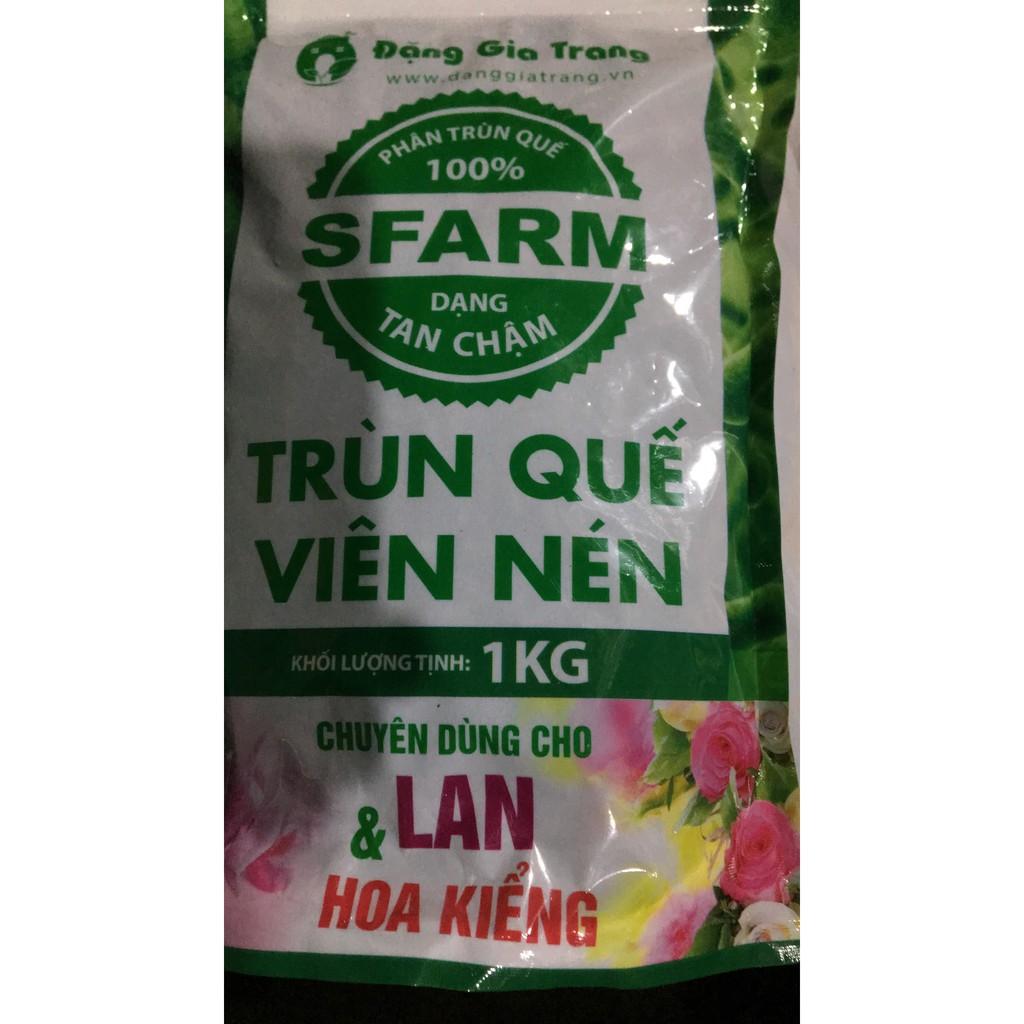 Đặng Gia Trang
www.danggiatrang.vn
PHÂN TRÙN QUẾ
100%
SFARM
DẠNG
TAN CHẬM
TRÙN QUẾ
VIÊN NÉN
KHỐI LƯỢNG TỊNH: 1KG
CHUYÊN DÙNG CHO
& LAN
HOA KIỂNG